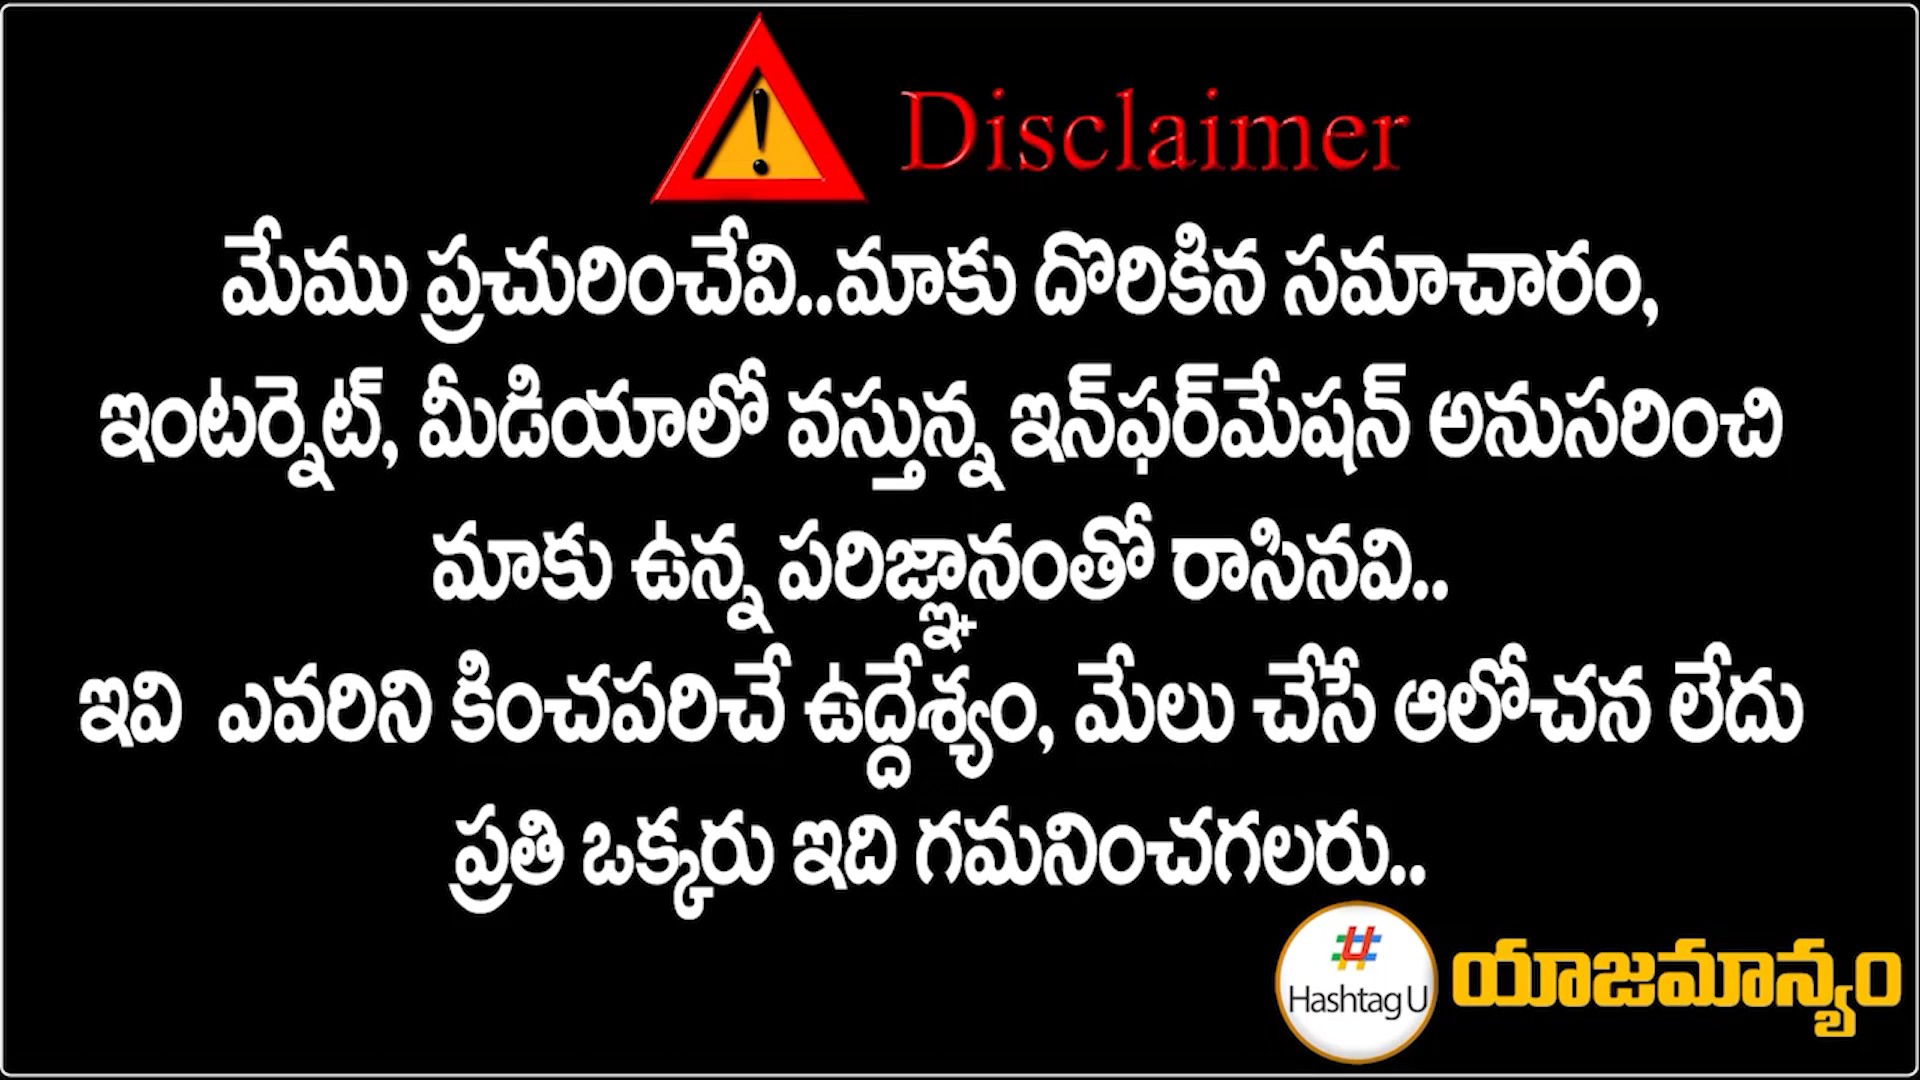 Disclaimer
మేము ప్రచురించేవి..మాకు దొరికిన సమాచారం,
ఇంటర్నెట్, మీడియాలో వస్తున్న ఇన్‌ఫర్‌మేషన్ అనుసరించి
మాకు ఉన్న పరిజ్ఞానంతో రాసినవి..
ఇవి ఎవరిని కించపరిచే ఉద్దేశ్యం, మేలు చేసే ఆలోచన లేదు
ప్రతి ఒక్కరు ఇది గమనించగలరు..
Hashtag U
యాజమాన్యం